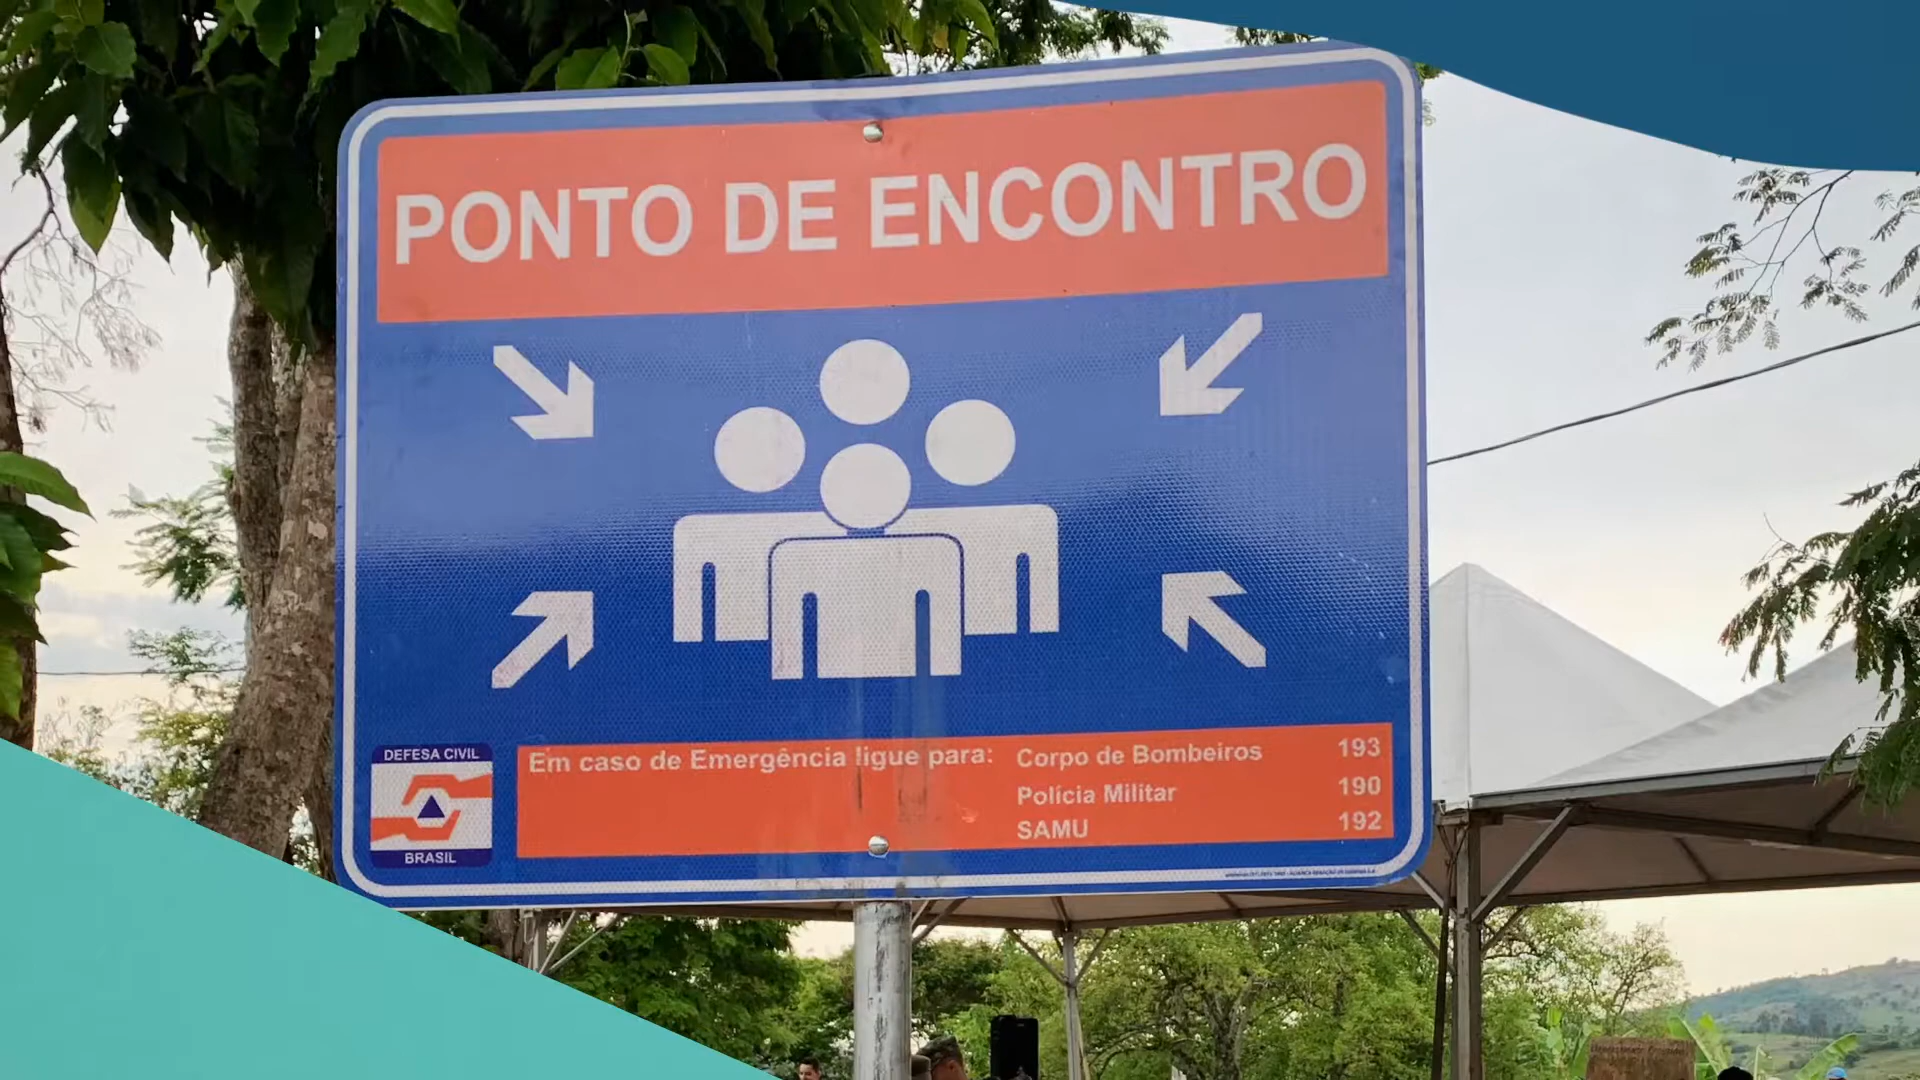 PONTO DE ENCONTRO
DEFESA CIVIL
BRASIL
Em caso de Emergência ligue para: Corpo de Bombeiros 193
Polícia Militar 190
SAMU 192